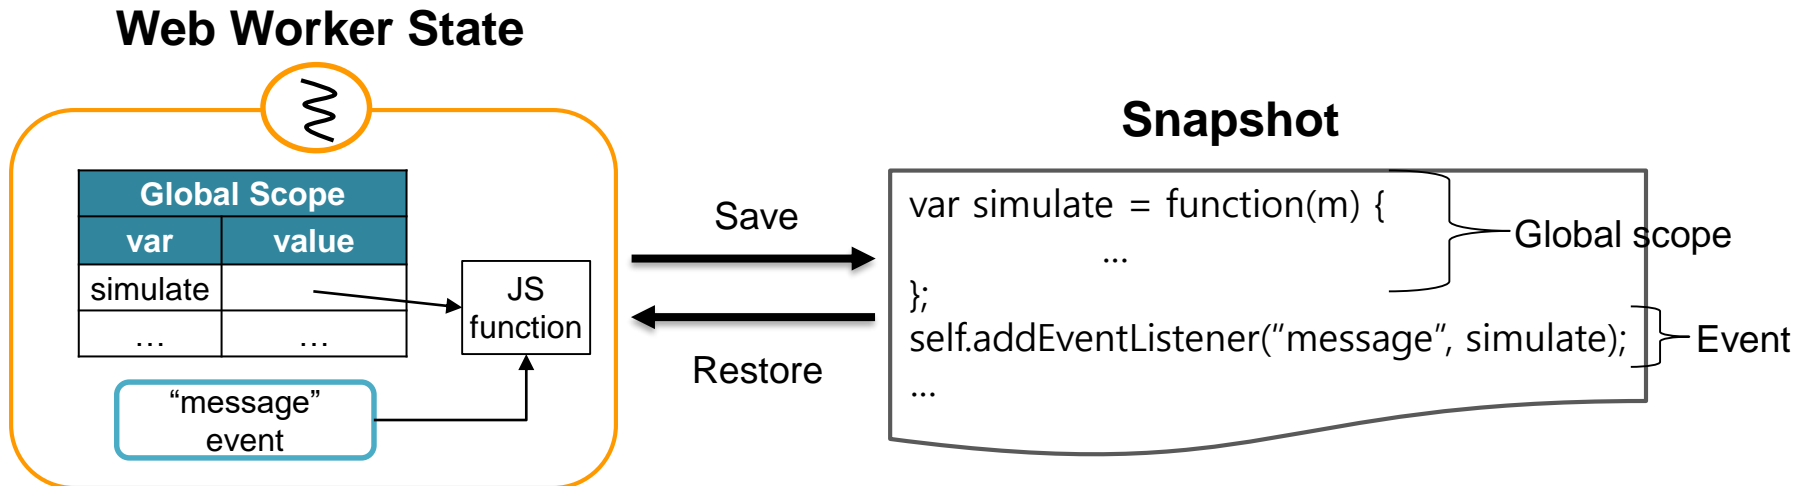 Web Worker State
Global Scope
var value
simulate
… …
JS
function
“message”
event
Save
Restore
Snapshot
var simulate = function(m) {
...
};
self.addEventListener(“message”, simulate);
...
Global scope
Event